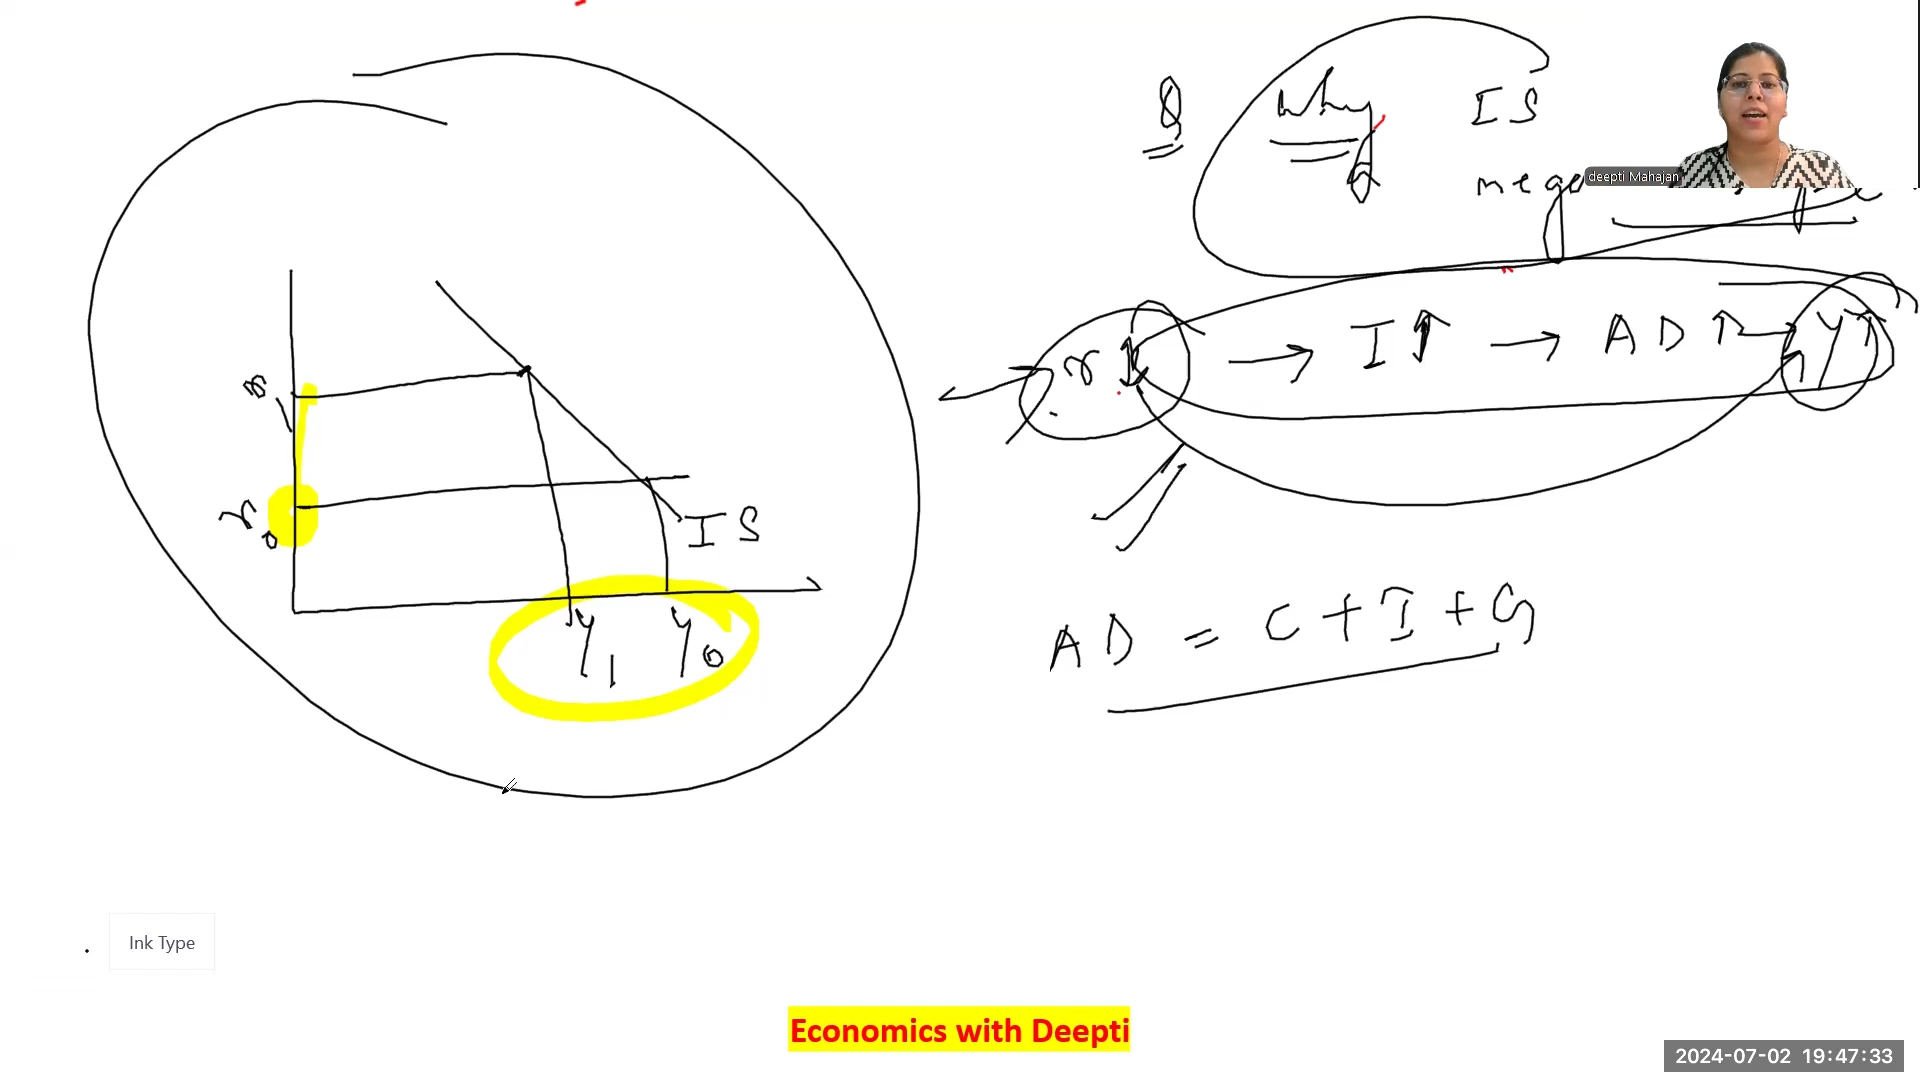 Q Why IS
nega
deepti Mahajan
r↓ → I↑ → AD↑ → Y↑
r1
r0
IS
Y1 Y0
AD = C + I + G
Ink Type
Economics with Deepti
2024-07-02 19:47:33